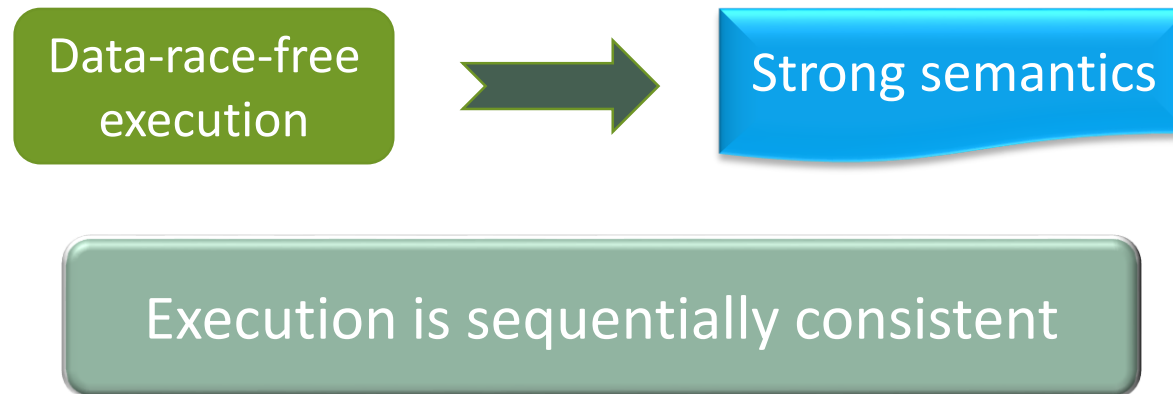 Data-race-free
execution
Strong semantics
Execution is sequentially consistent